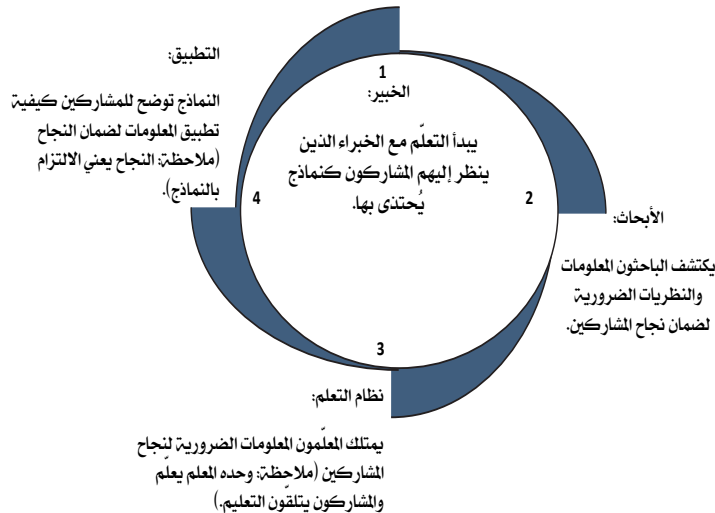 1
الخبير:
يبدأ التعلّم مع الخبراء الذين
ينظر إليهم المشاركون كنماذج
يُحتذى بها.
2
الأبحاث:
يكتشف الباحثون المعلومات
والنظريات الضرورية
لضمان نجاح المشاركين.
3
نظام التعلم:
يمتلك المعلّمون المعلومات الضرورية لنجاح
المشاركين (ملاحظة: وحده المعلم يعلّم
والمشاركون يتلقّون التعليم.)
4
التطبيق:
النماذج توضح للمشاركين كيفية
تطبيق المعلومات لضمان النجاح
(ملاحظة: النجاح يعني الالتزام
بالنماذج).